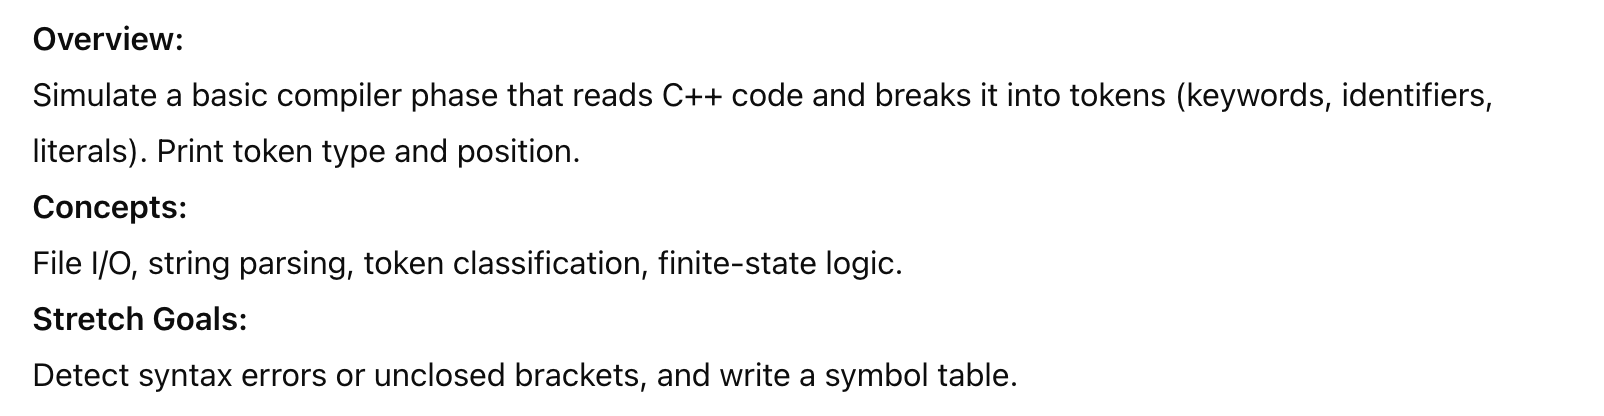 Overview:
Simulate a basic compiler phase that reads C++ code and breaks it into tokens (keywords, identifiers,
literals). Print token type and position.
Concepts:
File I/O, string parsing, token classification, finite-state logic.
Stretch Goals:
Detect syntax errors or unclosed brackets, and write a symbol table.